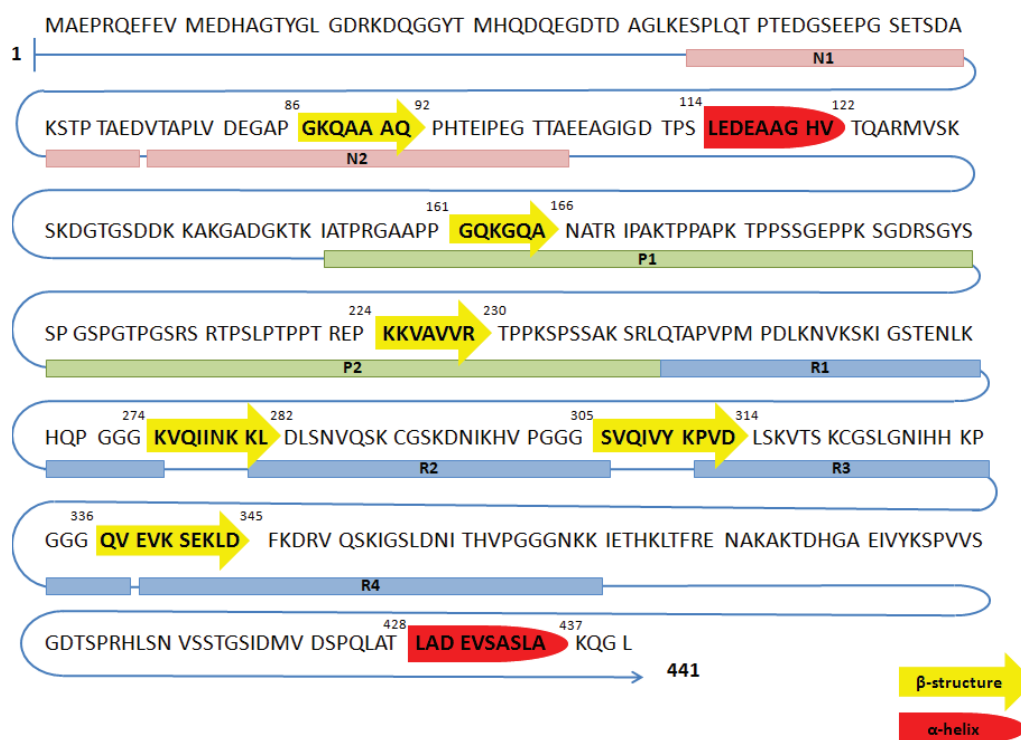 MAEPRQEFEV MEDHAGTYGL GDRKDQGGYT MHQDQEGDTD AGLKESPLQT PTEDGSEEPG SETSDA
1
N1
86 92 114 122
KSTP TAEDVTAPLV DEGAP GKQAA AQ PHTEIPEG TTAEEAGIGD TPS LEDEAAG HV TQARMVSK
N2
161 166
SKDGTGSDDK KAKGADGKTK IATPRGAAPP GQKGQA NATR IPAKTPPAPK TPPSSGEPPK SGDRSGYS
P1
224 230
SP GSPGTPGSRS RTPSLPTPPT REP KKVAVVR TPPKSPSSAK SRLQTAPVPM PDLKNVKSKI GSTENLK
P2 R1
274 282 305 314
HQP GGG KVQIINK KL DLSNVQSK CGSKDNIKHV PGGG SVQIVY KPVD LSKVTS KCGSLGNIHH KP
R2 R3
336 345
GGG QV EVK SEKLD FKDRV QSKIGSLDNI THVPGGGNKK IETHKLTFRE NAKAKTDHGA EIVYKSPVVS
R4
428 437
GDTSPRHLSN VSSTGSIDMV DSPQLAT LAD EVSASLA KQG L
441
β-structure
α-helix